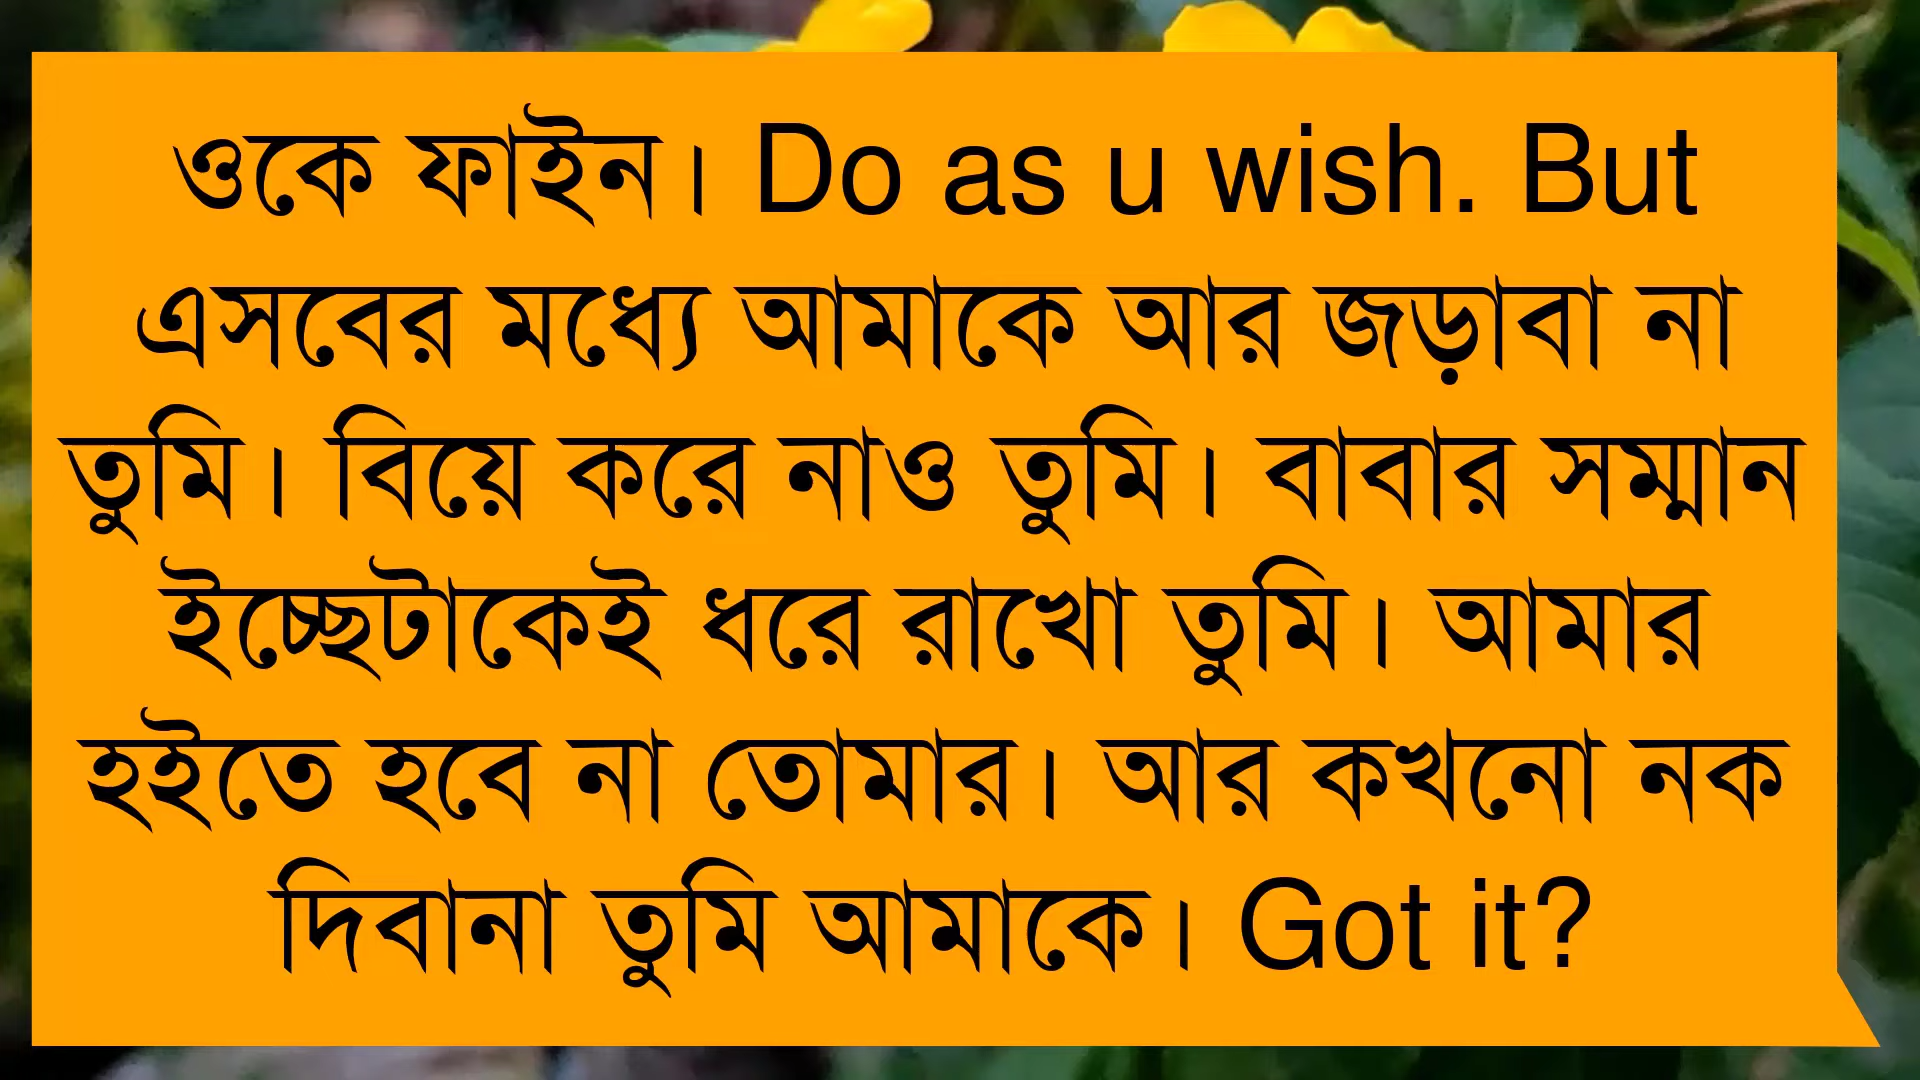 ওকে ফাইন। Do as u wish. But
এসবের মধ্যে আমাকে আর জড়াবা না
তুমি। বিয়ে করে নাও তুমি। বাবার সম্মান
ইচ্ছেটাকেই ধরে রাখো তুমি। আমার
হইতে হবে না তোমার। আর কখনো নক
দিবানা তুমি আমাকে। Got it?